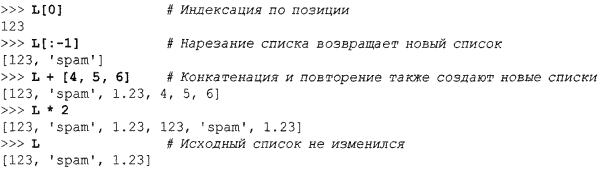 >>> L[0]                # Индексация по позиции
123
>>> L[:-1]              # Нарезание списка возвращает новый список
[123, 'spam']
>>> L + [4, 5, 6]       # Конкатенация и повторение также создают новые списки
[123, 'spam', 1.23, 4, 5, 6]
>>> L * 2
[123, 'spam', 1.23, 123, 'spam', 1.23]
>>> L                   # Исходный список не изменился
[123, 'spam', 1.23]